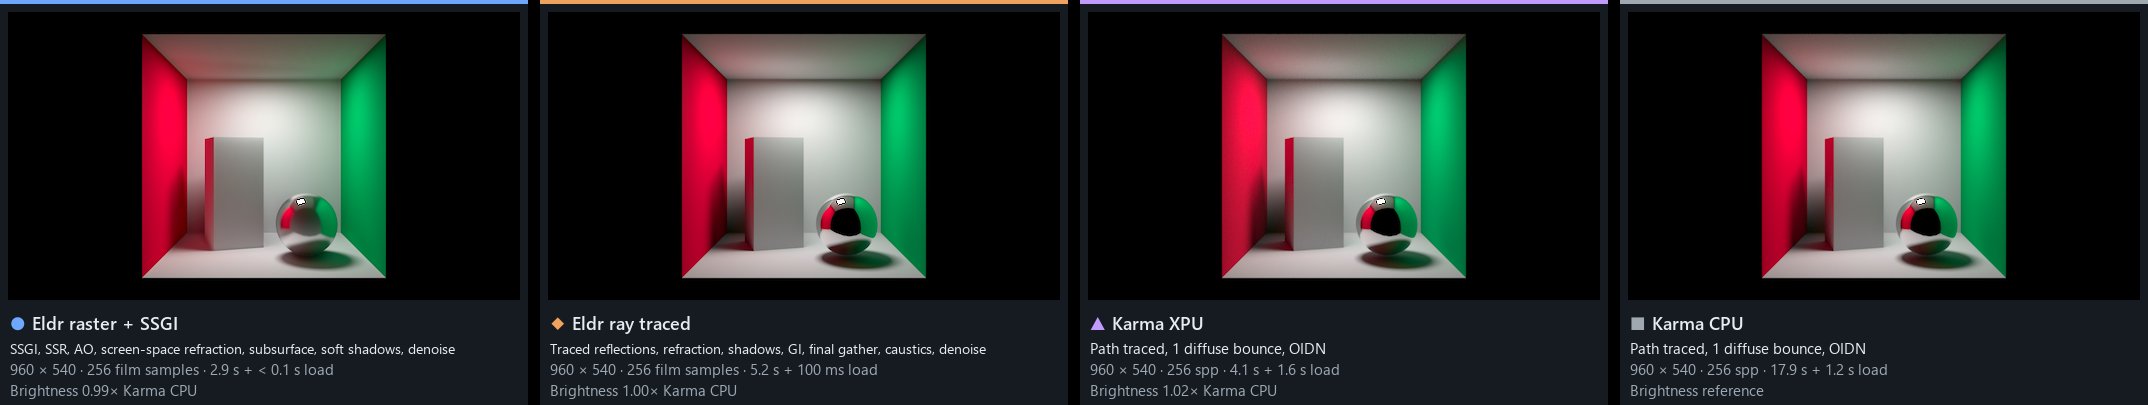 Eldr raster + SSGI
SSGI, SSR, AO, screen-space refraction, subsurface, soft shadows, denoise
960 × 540 · 256 film samples · 2.9 s + < 0.1 s load
Brightness 0.99× Karma CPU
Eldr ray traced
Traced reflections, refraction, shadows, GI, final gather, caustics, denoise
960 × 540 · 256 film samples · 5.2 s + 100 ms load
Brightness 1.00× Karma CPU
Karma XPU
Path traced, 1 diffuse bounce, OIDN
960 × 540 · 256 spp · 4.1 s + 1.6 s load
Brightness 1.02× Karma CPU
Karma CPU
Path traced, 1 diffuse bounce, OIDN
960 × 540 · 256 spp · 17.9 s + 1.2 s load
Brightness reference